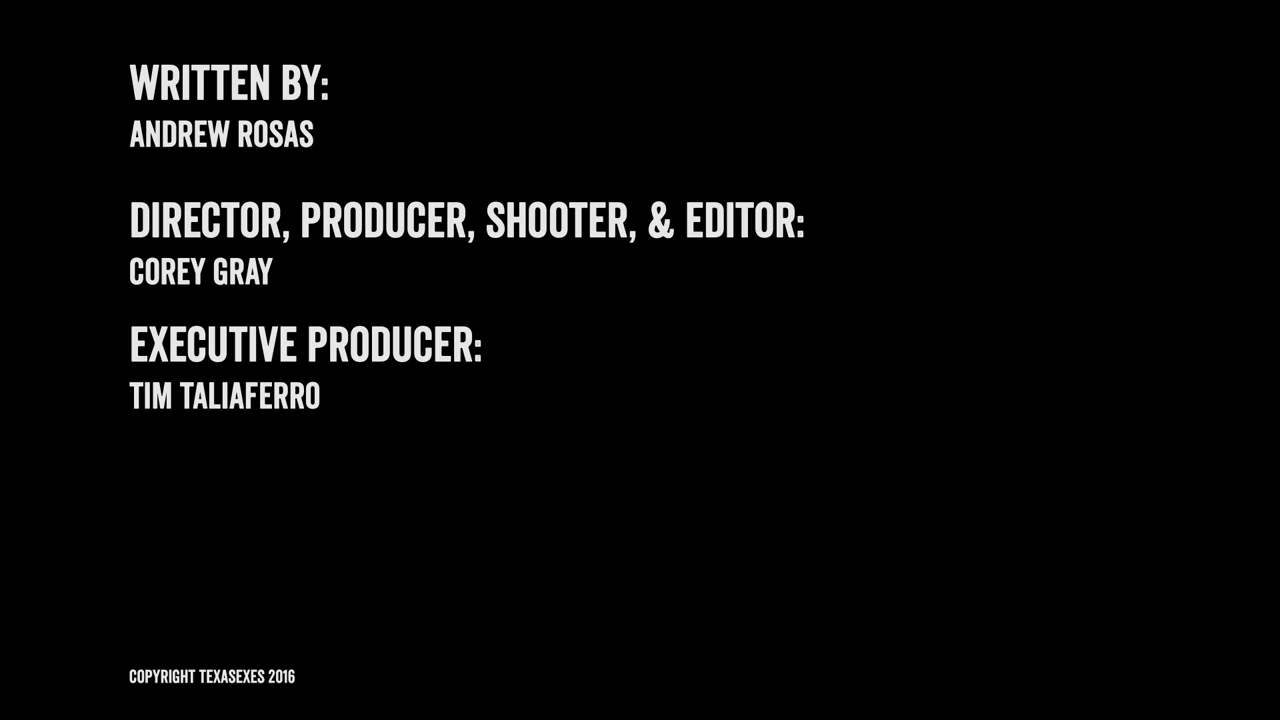 WRITTEN BY:
ANDREW ROSAS
DIRECTOR, PRODUCER, SHOOTER, & EDITOR:
COREY GRAY
EXECUTIVE PRODUCER:
TIM TALIAFERRO
COPYRIGHT TEXASEXES 2016